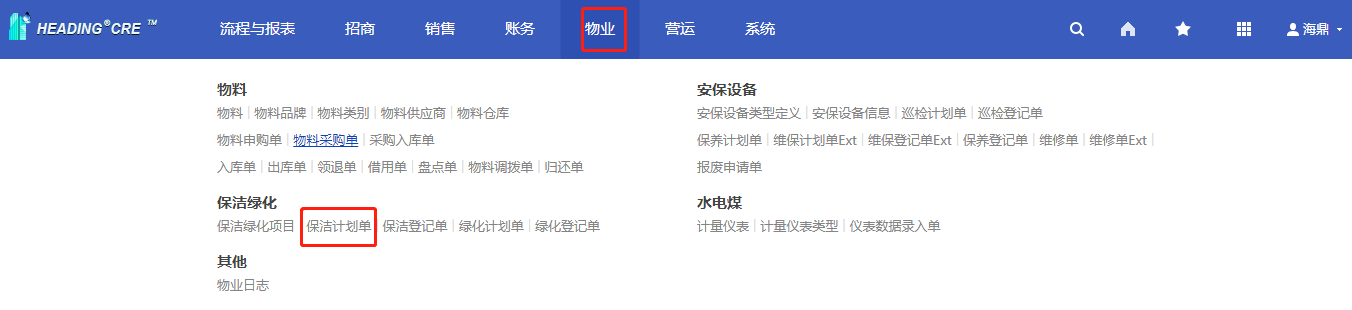 HEADING®CRE ™ 流程与报表 招商 销售 账务 物业 营运 系统 海鼎
物料
物料 | 物料品牌 | 物料类别 | 物料供应商 | 物料仓库
物料申购单 | 物料采购单 | 采购入库单
入库单 | 出库单 | 领退单 | 借用单 | 盘点单 | 物料调拨单 | 归还单
保洁绿化
保洁绿化项目 保洁计划单 保洁登记单 | 绿化计划单 | 绿化登记单
其他
物业日志
安保设备
安保设备类型定义 | 安保设备信息 | 巡检计划单 | 巡检登记单
保养计划单 | 维保计划单Ext | 维保登记单Ext | 保养登记单 | 维修单 | 维修单Ext |
报废申请单
水电煤
计量仪表 | 计量仪表类型 | 仪表数据录入单